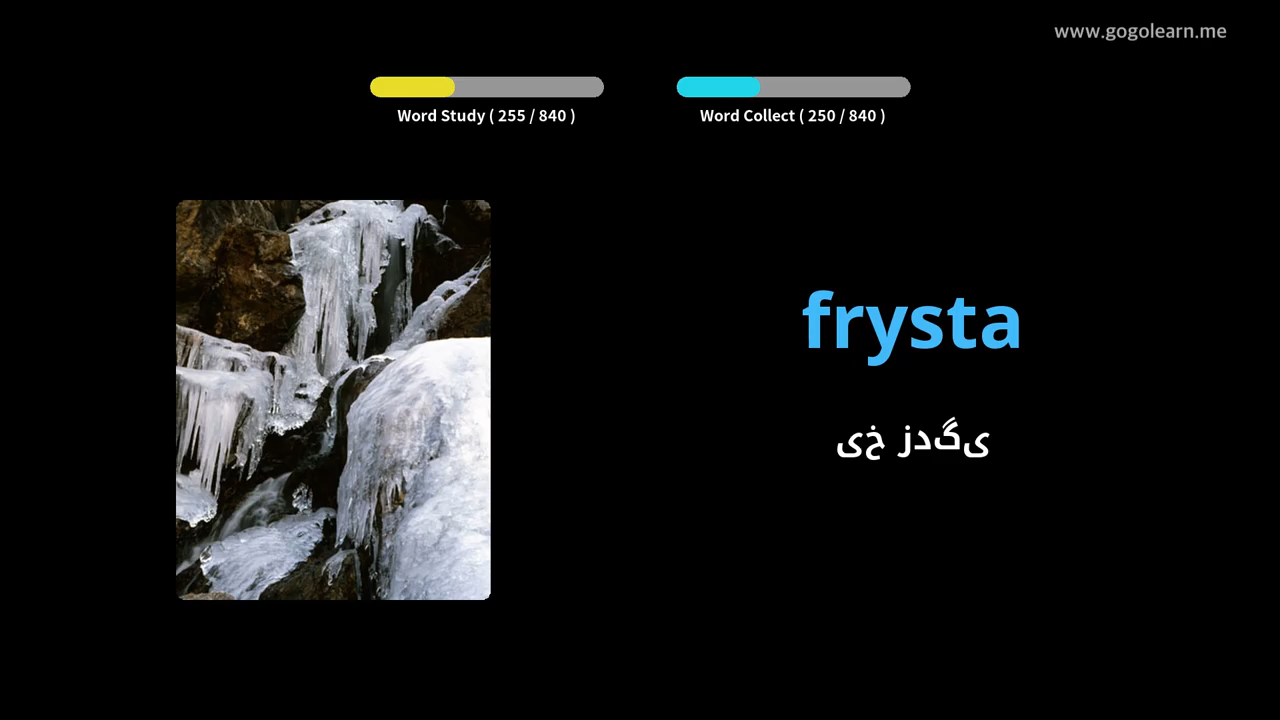 www.gogolearn.me
Word Study ( 255 / 840 )
Word Collect ( 250 / 840 )
frysta
یخ زدگی